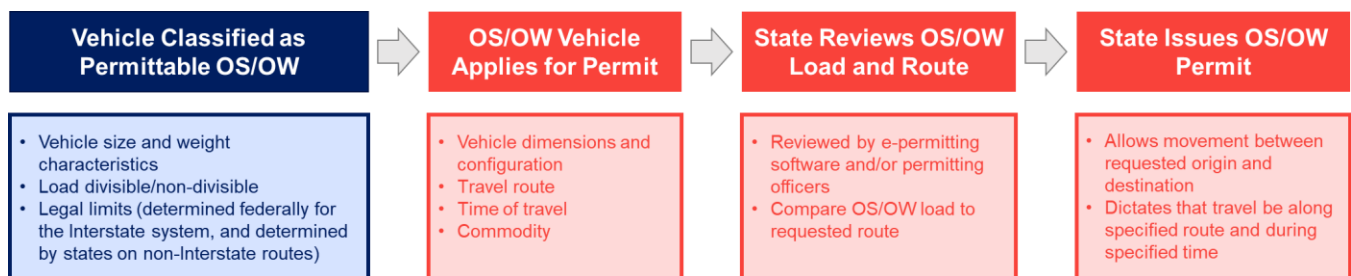 Vehicle Classified as
Permittable OS/OW
OS/OW Vehicle
Applies for Permit
State Reviews OS/OW
Load and Route
State Issues OS/OW
Permit
• Vehicle size and weight
characteristics
• Load divisible/non-divisible
• Legal limits (determined federally for
the Interstate system, and determined
by states on non-Interstate routes)
• Vehicle dimensions and
configuration
• Travel route
• Time of travel
• Commodity
• Reviewed by e-permitting
software and/or permitting
officers
• Compare OS/OW load to
requested route
• Allows movement between
requested origin and
destination
• Dictates that travel be along
specified route and during
specified time